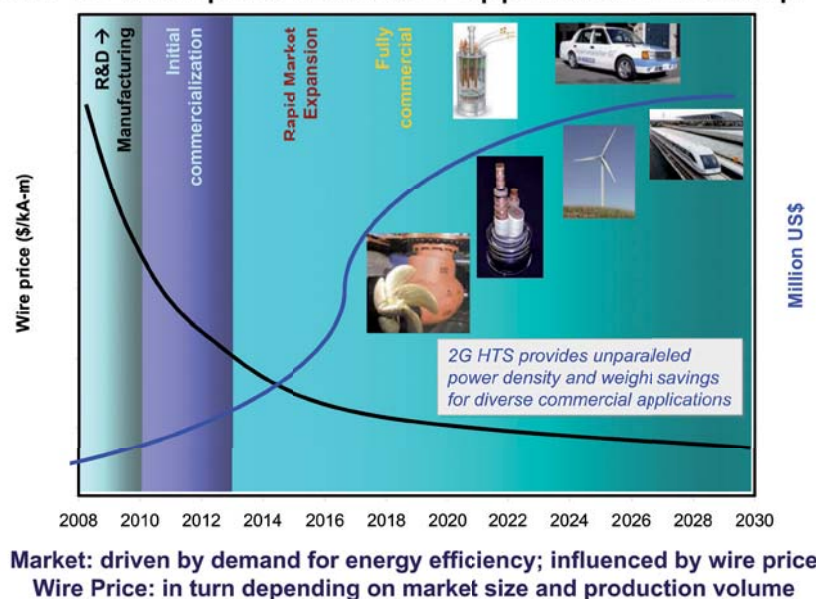 R&D →
Manufacturing
Initial
commercialization
Rapid Market
Expansion
Fully
commercial
Wire price ($/kA-m)
Million US$
2G HTS provides unparaleled
power density and weight savings
for diverse commercial applications
2008 2010 2012 2014 2016 2018 2020 2022 2024 2026 2028 2030
Market: driven by demand for energy efficiency; influenced by wire price
Wire Price: in turn depending on market size and production volume